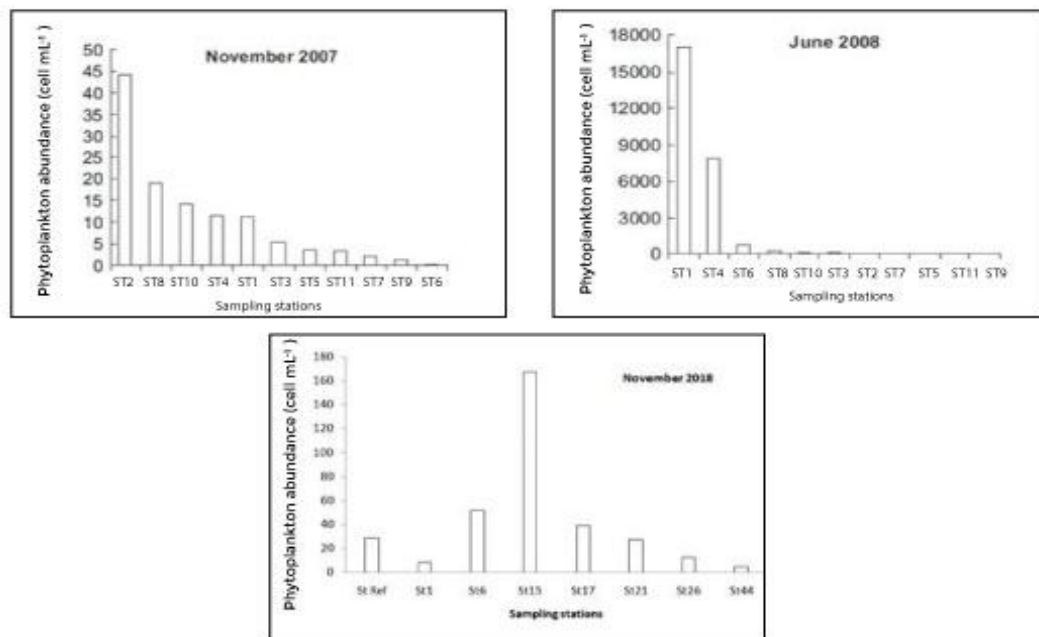 November 2007
Phytoplankton abundance (cell mL⁻¹)
50
45
40
35
30
25
20
15
10
5
0
ST2 ST8 ST10 ST4 ST1 ST3 ST5 ST11 ST7 ST9 ST6
Sampling stations
June 2008
Phytoplankton abundance (cell mL⁻¹)
18000
15000
12000
9000
6000
3000
0
ST1 ST4 ST6 ST8 ST10 ST3 ST2 ST7 ST5 ST11 ST9
Sampling stations
November 2018
Phytoplankton abundance (cell mL⁻¹)
180
160
140
120
100
80
60
40
20
0
St Ref St1 St6 St15 St17 St21 St26 St44
Sampling stations